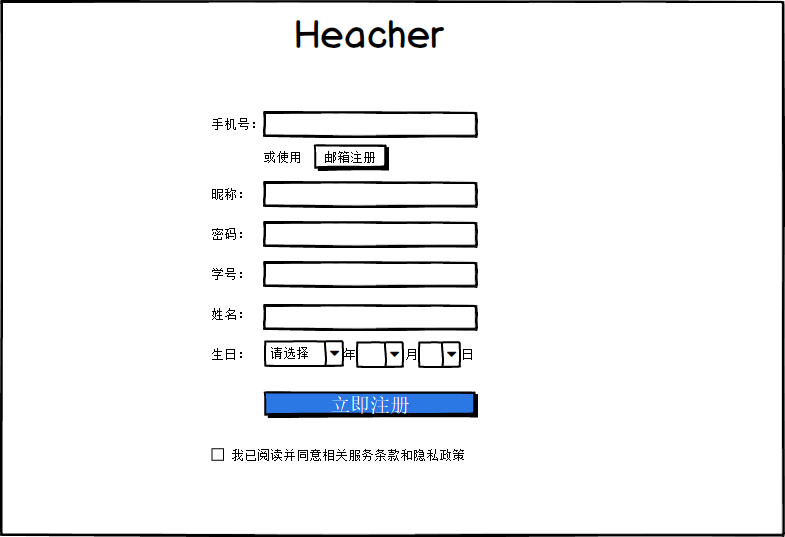 Heacher
手机号：
或使用 邮箱注册
昵称：
密码：
学号：
姓名：
生日： 请选择 年 月 日
立即注册
我已阅读并同意相关服务条款和隐私政策